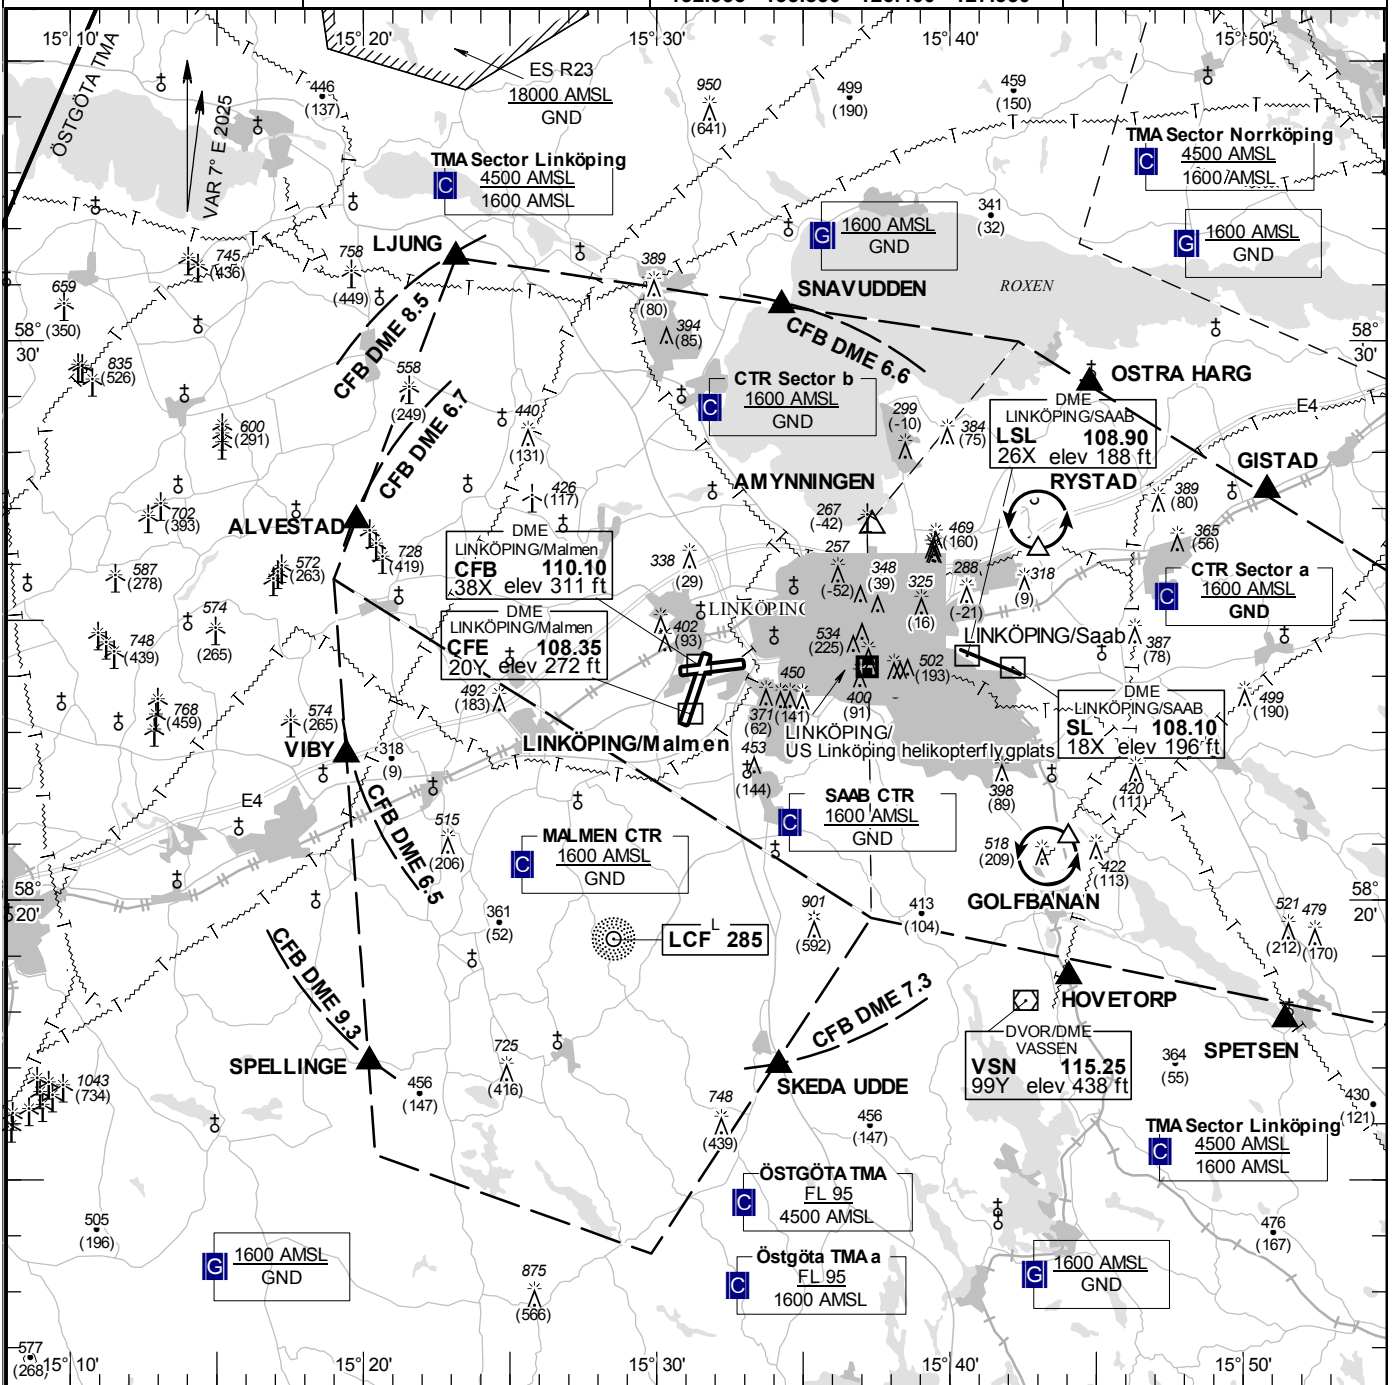 15° 10'
15° 20'
15° 30'
15° 40'
15° 50'
ÖSTGÖTA TMA
VAR 7° E 2025
446
(137)
ES R23
18000 AMSL
GND
950
(641)
499
(190)
459
(150)
TMA Sector Norrköping
C
4500 AMSL
1600 AMSL
TMA Sector Linköping
C
4500 AMSL
1600 AMSL
G
1600 AMSL
GND
341
(32)
G
1600 AMSL
GND
LJUNG
745
(436)
758
(449)
659
(350)
389
(80)
SNAVUDDEN
ROXEN
58°
30'
394
(85)
CFB DME 8.5
CFB DME 6.6
58°
30'
835
(526)
558
(249)
CFB DME 6.7
CTR Sector b
C
1600 AMSL
GND
OSTRA HARG
E4
DME
LINKÖPING/SAAB
LSL 108.90
26X elev 188 ft
299
(-10)
384
(75)
600
(291)
440
(131)
GISTAD
RYSTAD
AMYNNINGEN
426
(117)
389
(80)
702
(393)
ALVESTAD
267
(-42)
365
(56)
728
(419)
DME
LINKÖPING/Malmen
CFB 110.10
38X elev 311 ft
338
(29)
257
(-52)
469
(160)
348
(39)
325
(16)
288
(-21)
318
(9)
CTR Sector a
C
1600 AMSL
GND
587
(278)
572
(263)
574
(265)
LINKÖPING
DME
LINKÖPING/Malmen
CFE 108.35
20Y elev 272 ft
402
(93)
534
(225)
LINKÖPING/Saab
387
(78)
748
(439)
502
(193)
450
(141)
400
(91)
371
(62)
492
(183)
499
(190)
768
(459)
574
(265)
DME
LINKÖPING/SAAB
SL 108.10
18X elev 196 ft
LINKÖPING/Malmen
LINKÖPING/
US Linköping helikopterflygplats
VIBY
318
(9)
453
(144)
398
(89)
420
(111)
E4
CFB DME 6.5
515
(206)
SAAB CTR
C
1600 AMSL
GND
MALMEN CTR
C
1600 AMSL
GND
518
(209)
422
(113)
58°
20'
GOLFBANAN
58°
20'
361
(52)
901
(592)
413
(104)
521
(212)
479
(170)
CFB DME 9.3
L
LCF 285
CFB DME 7.3
HOVETORP
SPETSEN
DVOR/DME
VASSEN
VSN 115.25
99Y elev 438 ft
SPELLINGE
725
(416)
456
(147)
SKEDA UDDE
364
(55)
1043
(734)
748
(439)
456
(147)
430
(121)
TMA Sector Linköping
C
4500 AMSL
1600 AMSL
ÖSTGÖTA TMA
C
FL 95
4500 AMSL
505
(196)
476
(167)
G
1600 AMSL
GND
Östgöta TMA a
C
FL 95
1600 AMSL
G
1600 AMSL
GND
875
(566)
577
(268)
15° 10'
15° 20'
15° 30'
15° 40'
15° 50'